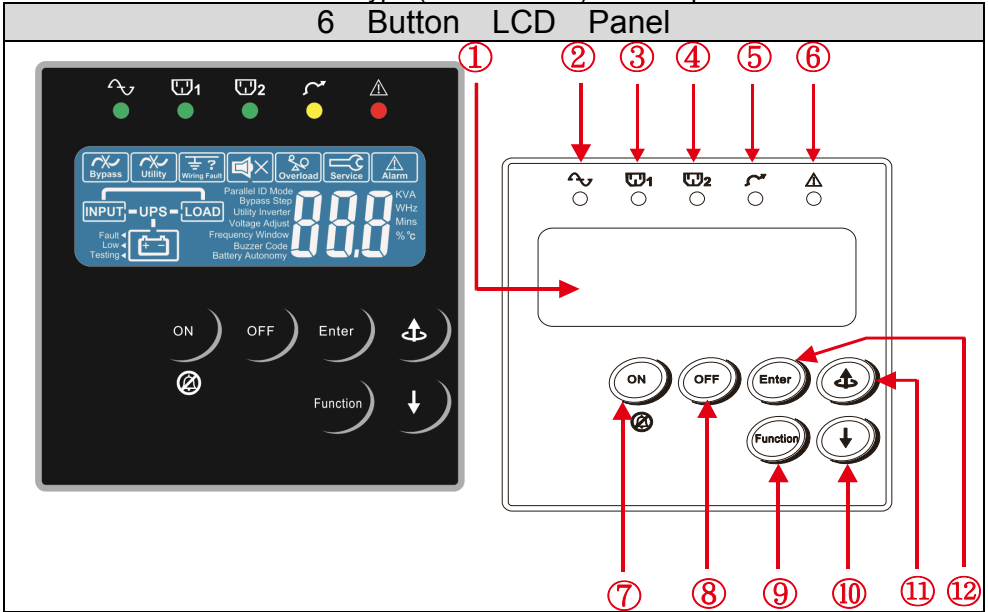 6 Button LCD Panel
① ② ③ ④ ⑤ ⑥
1 2
Bypass Utility Wiring Fault Overload Service Alarm
?
INPUT UPS LOAD
Fault
Low
Testing
+ -
Parallel ID Mode
Bypass Step
Utility Inverter
Voltage Adjust
Frequency Window
Buzzer Code
Battery Autonomy
88.8
KVA
WHz
Mins
% °C
ON OFF Enter
Function
1 2
ON OFF Enter
Function
⑦ ⑧ ⑨ ⑩ ⑪ ⑫